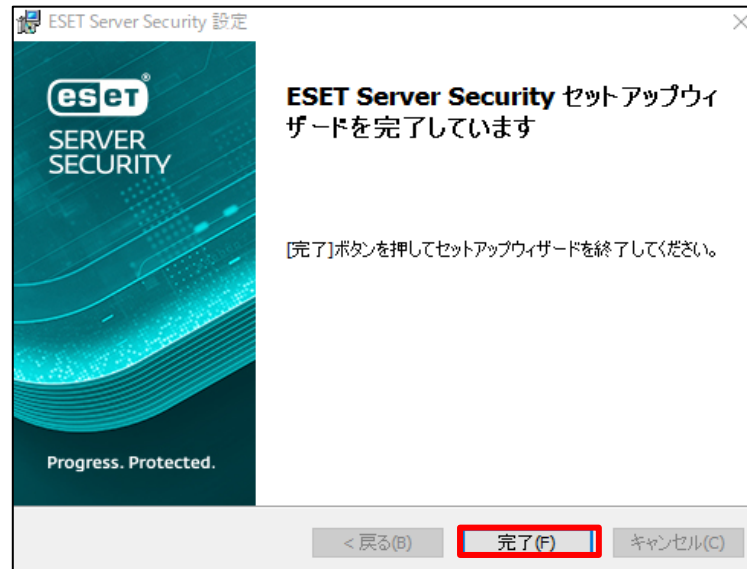 ESET Server Security 設定
eset®
SERVER
SECURITY
Progress. Protected.
ESET Server Security セットアップウィ
ザードを完了しています
[完了]ボタンを押してセットアップウィザードを終了してください。
< 戻る(B)
完了(F)
キャンセル(C)